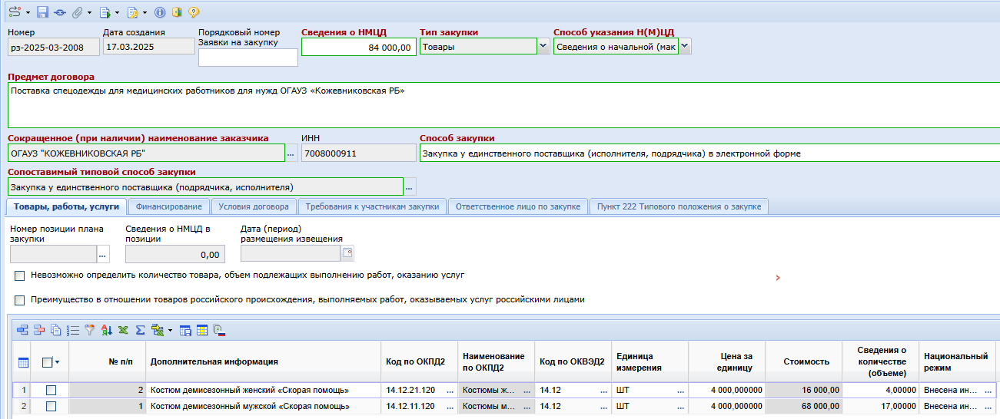 Номер
Дата создания
Порядковый номер
Заявки на закупку
Сведения о НМЦД
Тип закупки
Способ указания Н(М)ЦД
рз-2025-03-2008
17.03.2025
84 000,00
Товары
Сведения о начальной (мак
Предмет договора
Поставка спецодежды для медицинских работников для нужд ОГАУЗ «Кожевниковская РБ»
Сокращенное (при наличии) наименование заказчика
ИНН
Способ закупки
ОГАУЗ "КОЖЕВНИКОВСКАЯ РБ"
...
7008000911
Закупка у единственного поставщика (исполнителя, подрядчика) в электронной форме
Сопоставимый типовой способ закупки
Закупка у единственного поставщика (подрядчика, исполнителя)
...
Товары, работы, услуги
Финансирование
Условия договора
Требования к участникам закупки
Ответственное лицо по закупке
Пункт 222 Типового положения о закупке
Номер позиции плана
закупки
Сведения о НМЦД в
позиции
Дата (период)
размещения извещения
...
0,00
Невозможно определить количество товара, объем подлежащих выполнению работ, оказанию услуг
Преимущество в отношении товаров российского происхождения, выполняемых работ, оказываемых услуг российскими лицами
№ п/п
Дополнительная информация
Код по ОКПД2
Наименование
по ОКПД2
Код по ОКВЭД2
Единица
измерения
Цена за
единицу
Стоимость
Сведения о
количестве
(объеме)
Национальный
режим
1 2 Костюм демисезонный женский «Скорая помощь» 14.12.21.120 ... Костюмы ж... ... 14.12 ... ШТ ... 4 000,000000 16 000,00 4,00000 Внесена ин... ...
2 1 Костюм демисезонный мужской «Скорая помощь» 14.12.11.120 ... Костюмы м... ... 14.12 ... ШТ ... 4 000,000000 68 000,00 17,00000 Внесена ин... ...